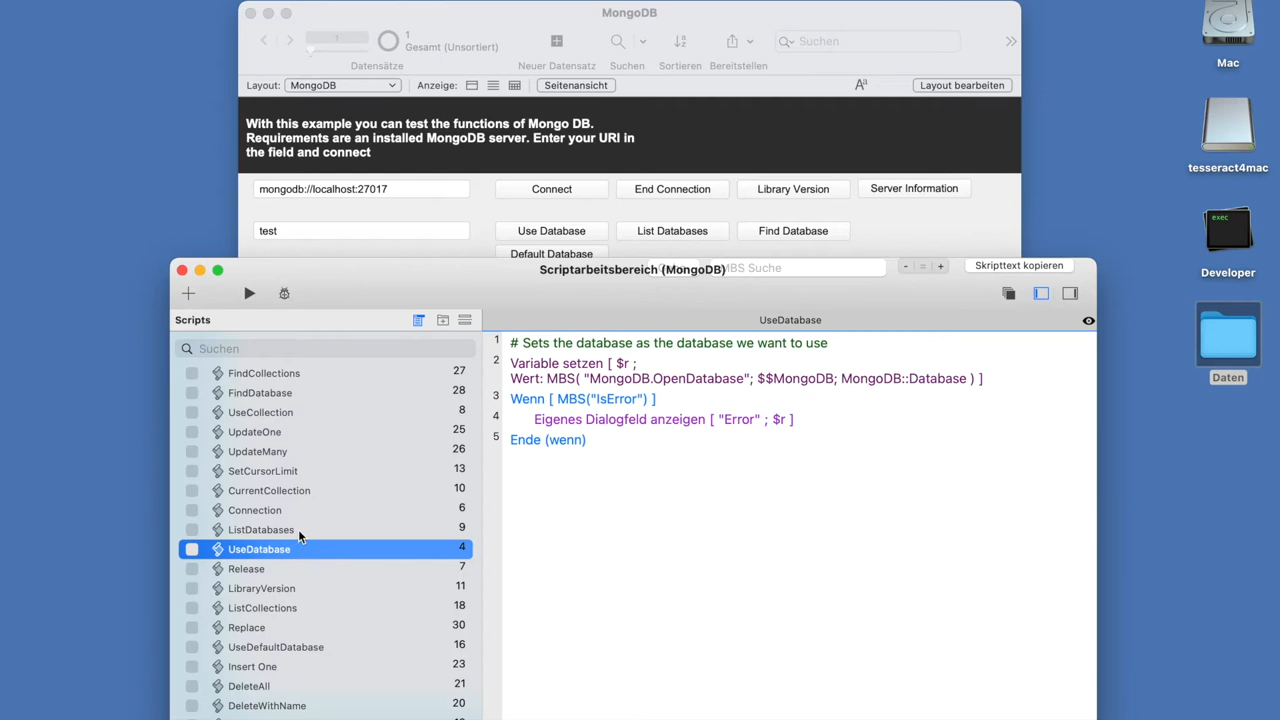 MongoDB
1
1
Gesamt (Unsortiert)
Suchen
Datensätze
Neuer Datensatz
Suchen
Sortieren
Bereitstellen
Layout:
MongoDB
Anzeige:
Seitenansicht
Layout bearbeiten
With this example you can test the functions of Mongo DB.
Requirements are an installed MongoDB server. Enter your URI in
the field and connect
mongodb://localhost:27017
Connect
End Connection
Library Version
Server Information
test
Use Database
List Databases
Find Database
Default Database
Scriptarbeitsbereich (MongoDB)
MBS Suche
- = +
Skripttext kopieren
Scripts
UseDatabase
Suchen
FindCollections 27
FindDatabase 28
UseCollection 8
UpdateOne 25
UpdateMany 26
SetCursorLimit 13
CurrentCollection 10
Connection 6
ListDatabases 9
UseDatabase 4
Release 7
LibraryVersion 11
ListCollections 18
Replace 30
UseDefaultDatabase 16
Insert One 23
DeleteAll 21
DeleteWithName 20
1 # Sets the database as the database we want to use
2 Variable setzen [ $r ;
Wert: MBS( "MongoDB.OpenDatabase"; $$MongoDB; MongoDB::Database ) ]
3 Wenn [ MBS("IsError") ]
4 Eigenes Dialogfeld anzeigen [ "Error" ; $r ]
5 Ende (wenn)
Mac
tesseract4mac
exec
Developer
Daten